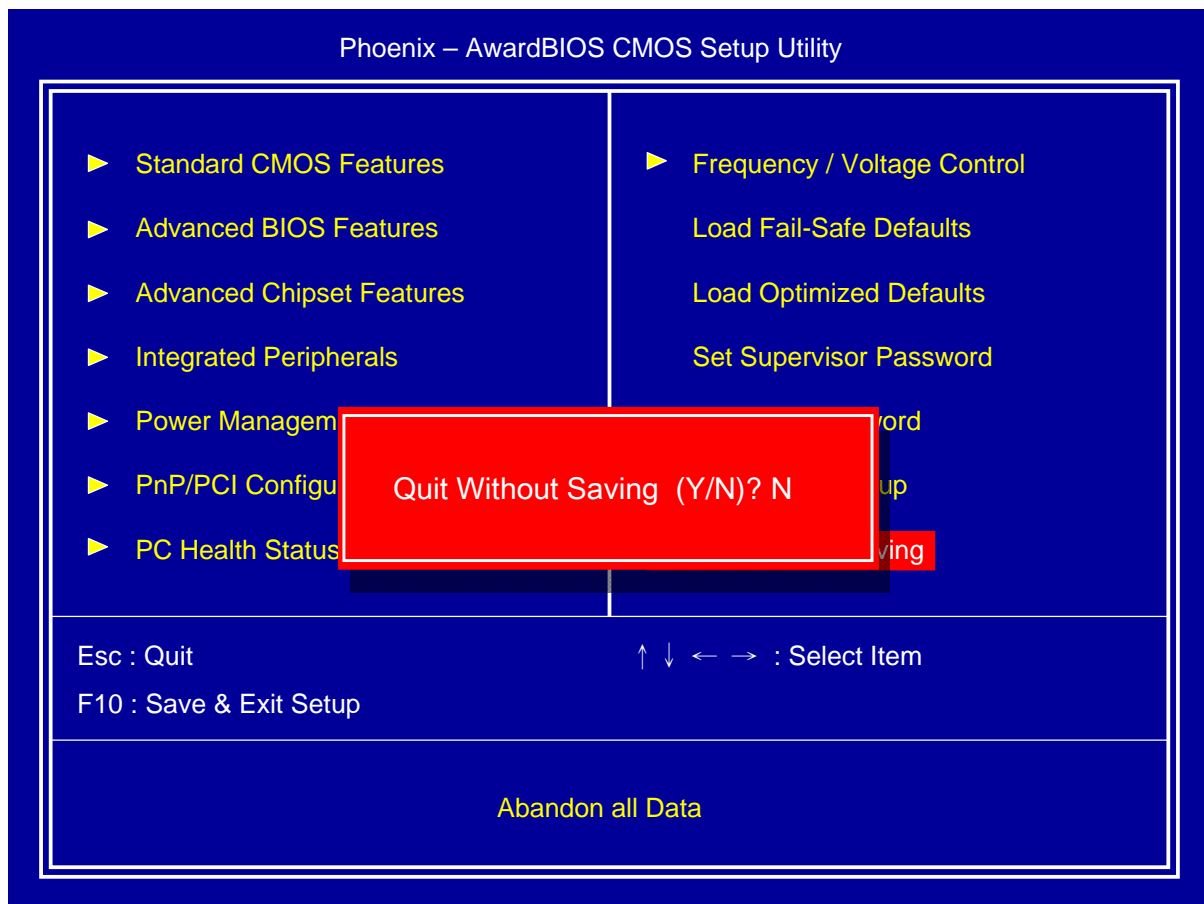 Phoenix – AwardBIOS CMOS Setup Utility
Standard CMOS Features
Advanced BIOS Features
Advanced Chipset Features
Integrated Peripherals
Power Managem
PnP/PCI Configu
PC Health Status
Frequency / Voltage Control
Load Fail-Safe Defaults
Load Optimized Defaults
Set Supervisor Password
ord
up
ving
Quit Without Saving (Y/N)? N
Esc : Quit
↑ ↓ ← → : Select Item
F10 : Save & Exit Setup
Abandon all Data